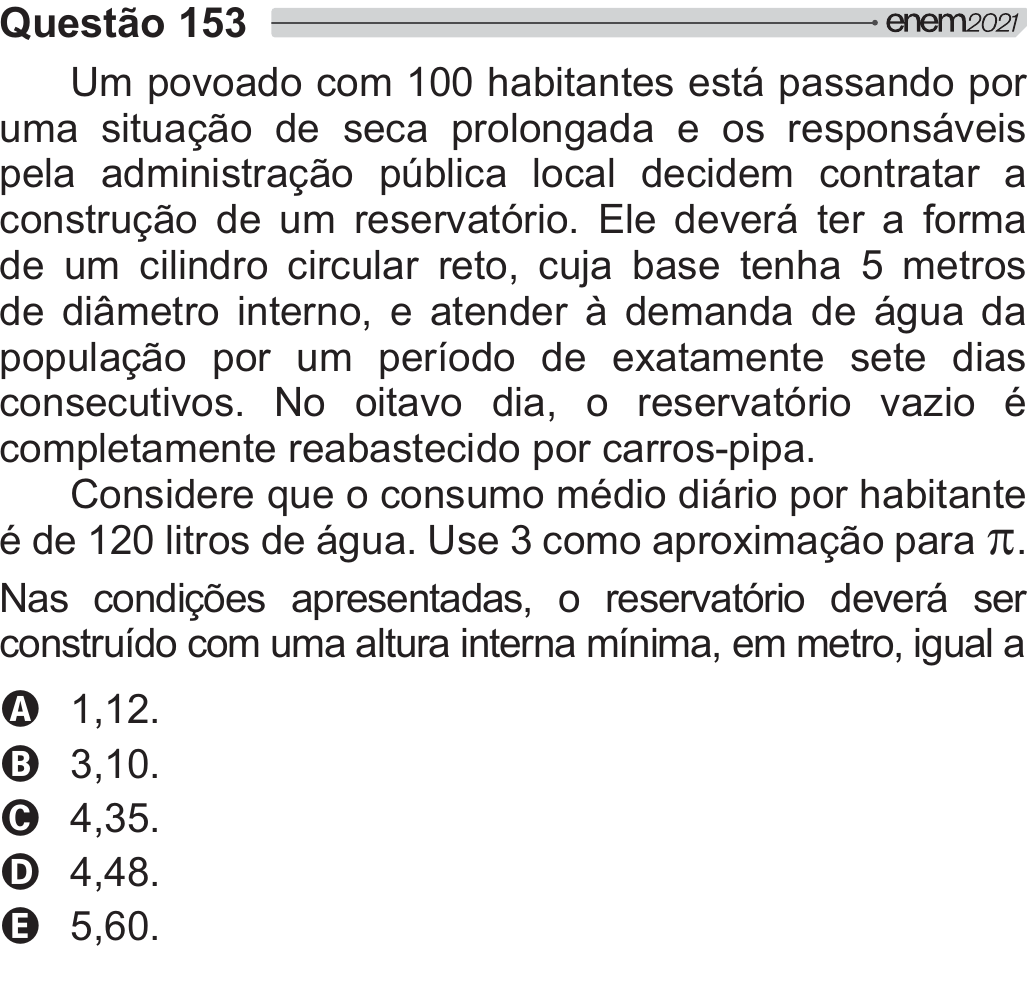 Questão 153 enem2021
Um povoado com 100 habitantes está passando por
uma situação de seca prolongada e os responsáveis
pela administração pública local decidem contratar a
construção de um reservatório. Ele deverá ter a forma
de um cilindro circular reto, cuja base tenha 5 metros
de diâmetro interno, e atender à demanda de água da
população por um período de exatamente sete dias
consecutivos. No oitavo dia, o reservatório vazio é
completamente reabastecido por carros-pipa.
Considere que o consumo médio diário por habitante
é de 120 litros de água. Use 3 como aproximação para π.
Nas condições apresentadas, o reservatório deverá ser
construído com uma altura interna mínima, em metro, igual a
A 1,12.
B 3,10.
C 4,35.
D 4,48.
E 5,60.